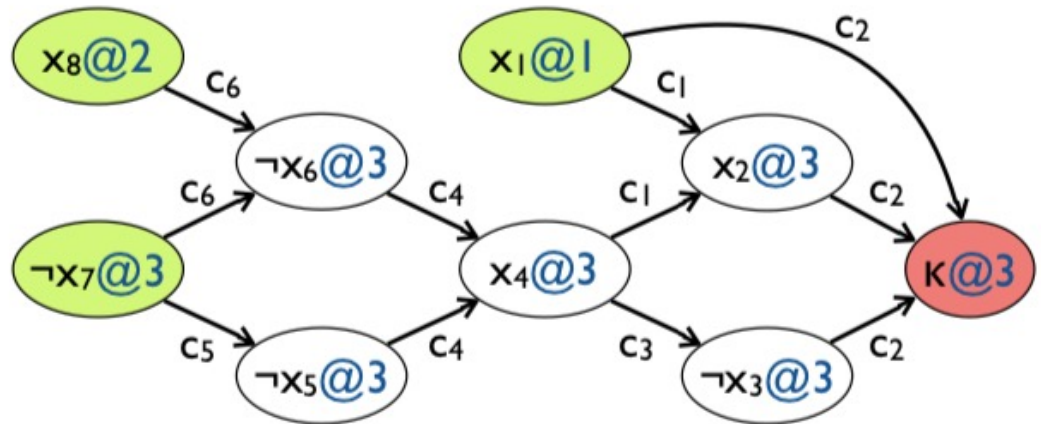 x₈@2
x₁@1
c₂
c₆
c₁
¬x₆@3
x₂@3
c₆
c₄
c₁
c₂
¬x₇@3
x₄@3
κ@3
c₅
c₄
c₃
c₂
¬x₅@3
¬x₃@3